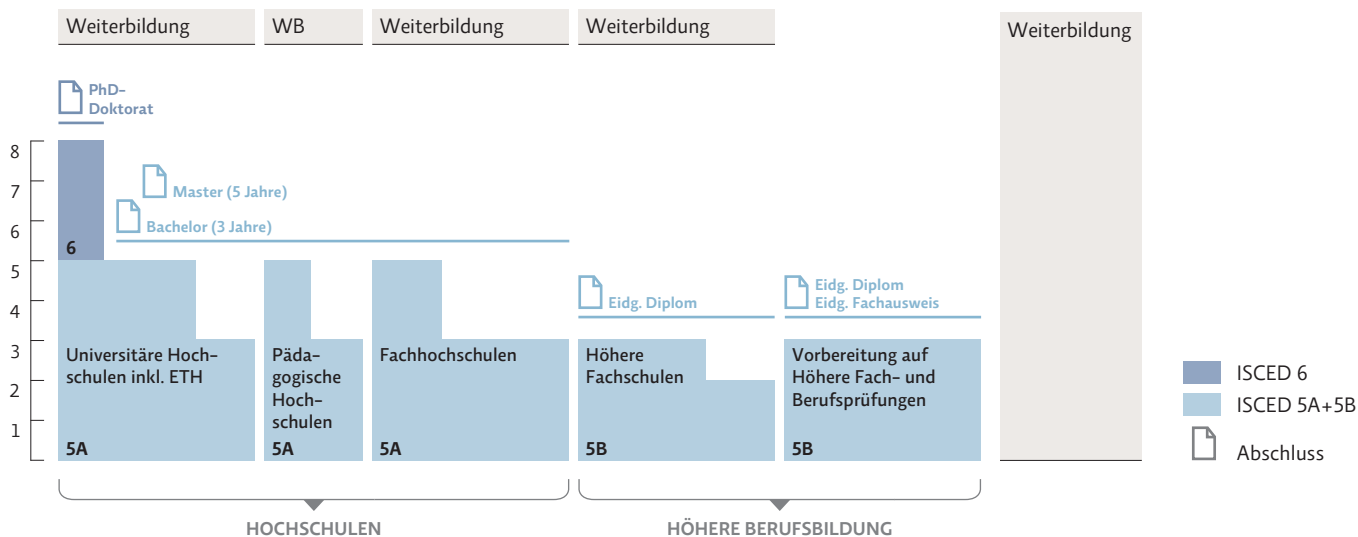 Weiterbildung
WB
Weiterbildung
Weiterbildung
Weiterbildung
PhD-
Doktorat
Master (5 Jahre)
Bachelor (3 Jahre)
8
7
6
5
4
3
2
1
6
Eidg. Diplom
Eidg. Diplom
Eidg. Fachausweis
Universitäre Hoch-
schulen inkl. ETH
5A
Päda-
gogische
Hoch-
schulen
5A
Fachhochschulen
5A
Höhere
Fachschulen
5B
Vorbereitung auf
Höhere Fach- und
Berufsprüfungen
5B
ISCED 6
ISCED 5A+5B
Abschluss
HOCHSCHULEN
HÖHERE BERUFSBILDUNG